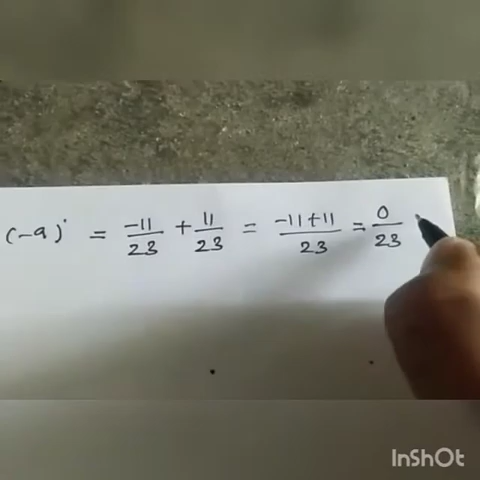 (-a) = -11/23 + 11/23 = -11+11/23 = 0/23
InShOt